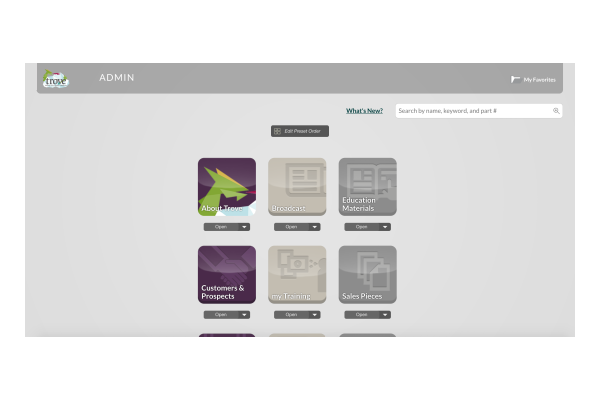 trove
ADMIN
My Favorites
What's New?
Search by name, keyword, and part #
Edit Preset Order
About Trove
Broadcast
Education
Materials
Open
Open
Open
Customers &
Prospects
my Training
Sales Pieces
Open
Open
Open